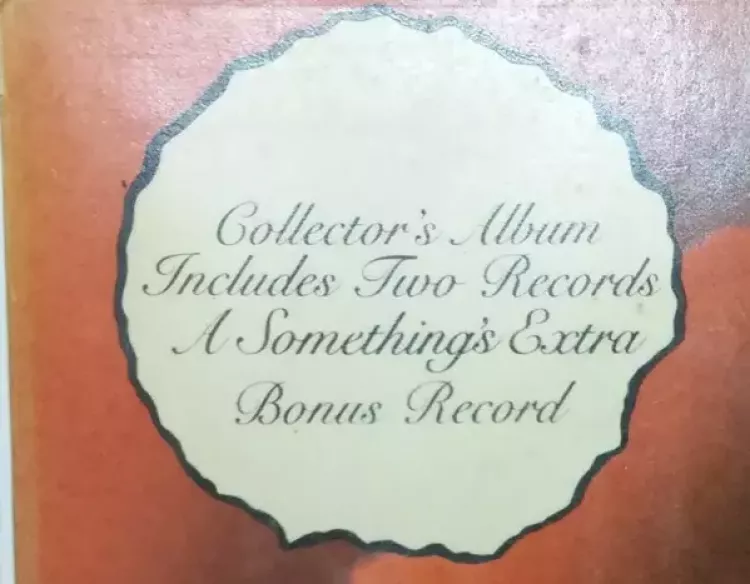 Collector's Album
Includes Two Records
A Something's Extra
Bonus Record